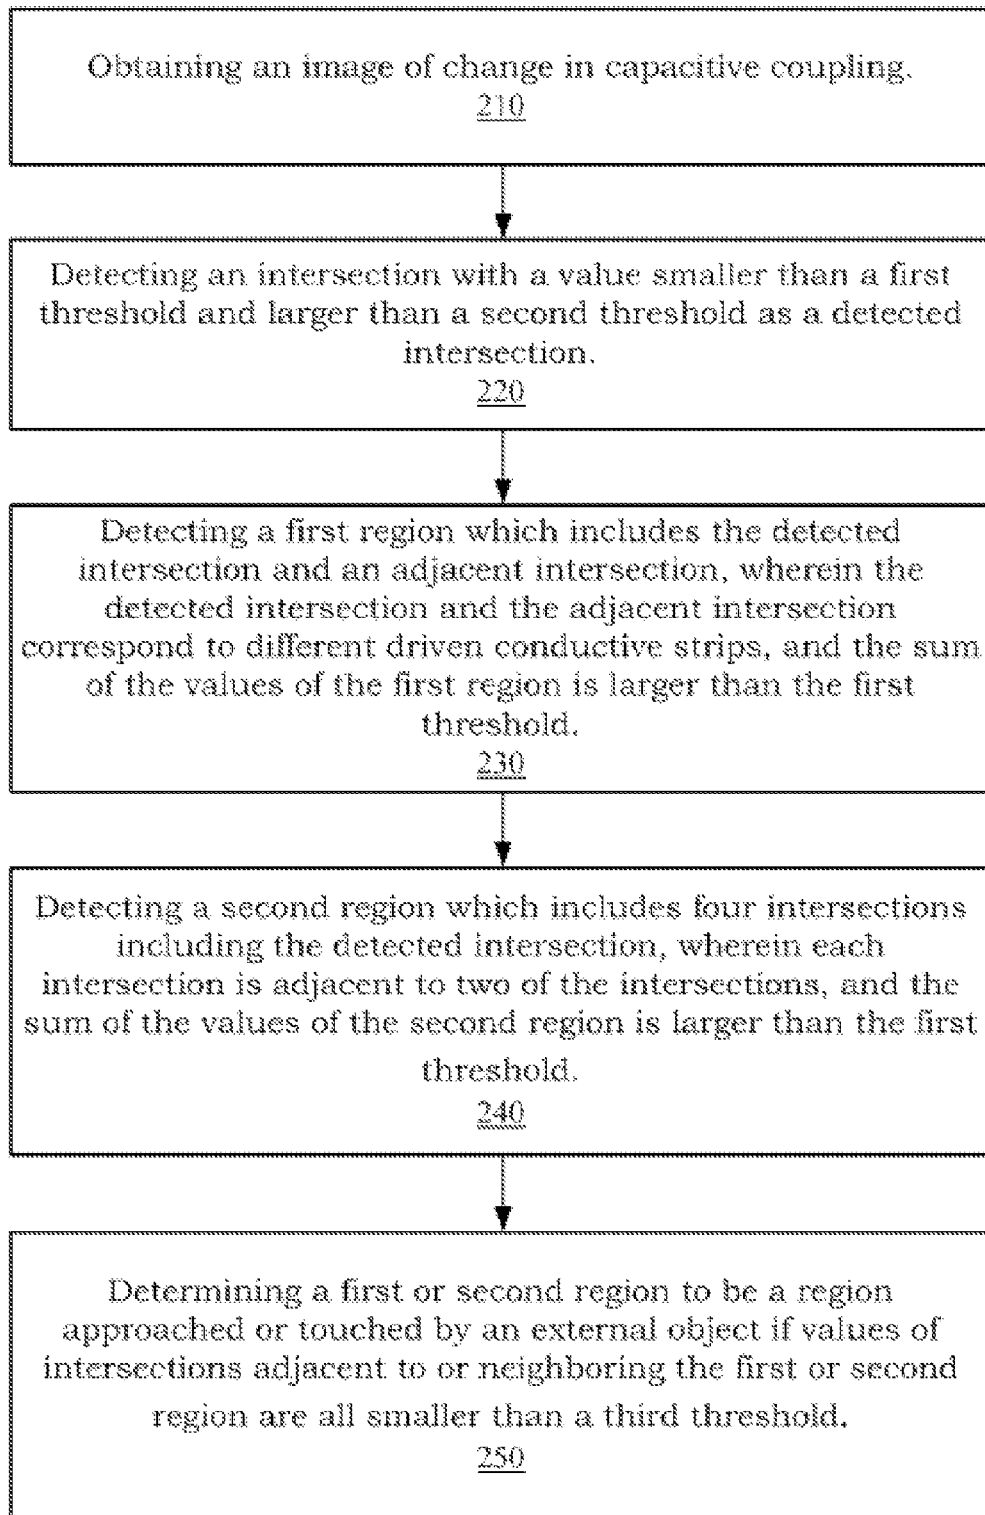 Obtaining an image of change in capacitive coupling.
210
Detecting an intersection with a value smaller than a first
threshold and larger than a second threshold as a detected
intersection.
220
Detecting a first region which includes the detected
intersection and an adjacent intersection, wherein the
detected intersection and the adjacent intersection
correspond to different driven conductive strips, and the sum
of the values of the first region is larger than the first
threshold.
230
Detecting a second region which includes four intersections
including the detected intersection, wherein each
intersection is adjacent to two of the intersections, and the
sum of the values of the second region is larger than the first
threshold.
240
Determining a first or second region to be a region
approached or touched by an external object if values of
intersections adjacent to or neighboring the first or second
region are all smaller than a third threshold.
250